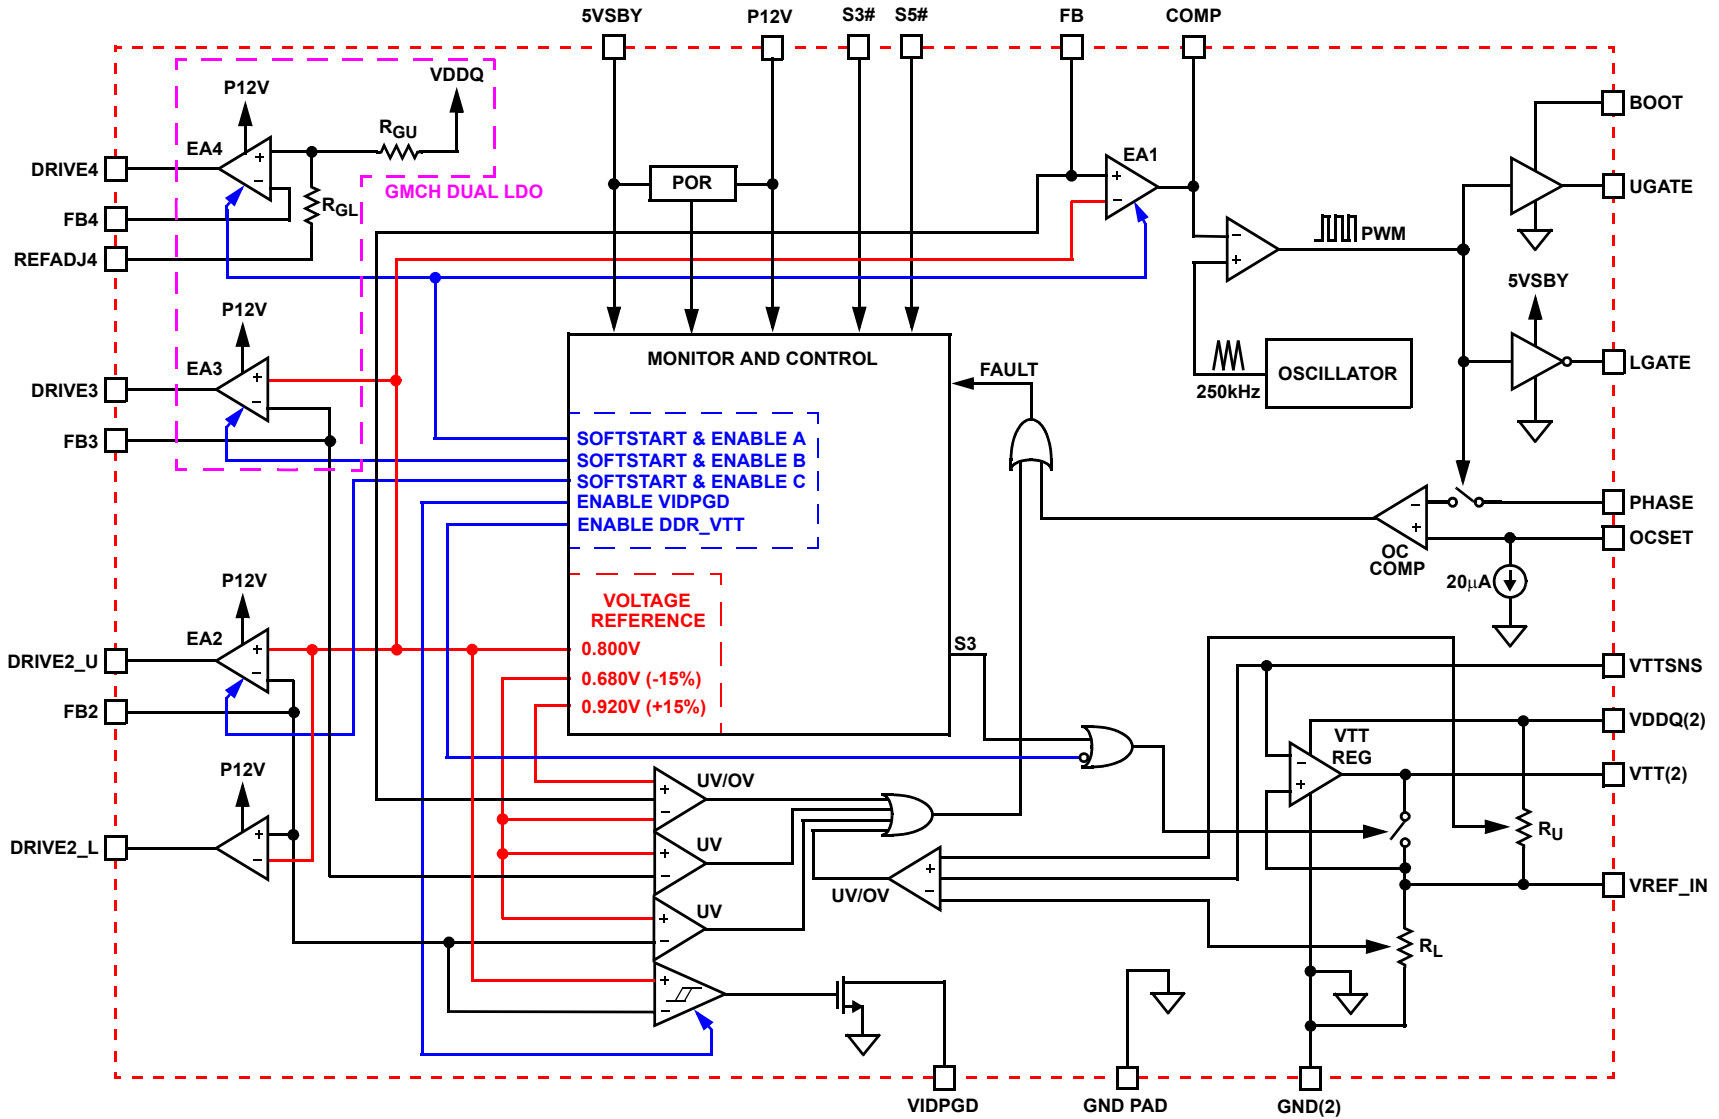 5VSBY
P12V
S3#
S5#
FB
COMP
P12V
VDDQ
BOOT
RGU
EA4
+
−
DRIVE4
GMCH DUAL LDO
RGL
FB4
REFADJ4
POR
EA1
+
−
UGATE
−
+
PWM
5VSBY
P12V
EA3
+
−
DRIVE3
FB3
MONITOR AND CONTROL
FAULT
250kHz
OSCILLATOR
LGATE
SOFTSTART & ENABLE A
SOFTSTART & ENABLE B
SOFTSTART & ENABLE C
ENABLE VIDPGD
ENABLE DDR_VTT
−
+
OC
COMP
PHASE
OCSET
20µA
P12V
EA2
+
−
DRIVE2_U
FB2
VOLTAGE
REFERENCE
0.800V
0.680V (-15%)
0.920V (+15%)
S3
VTTSNS
VDDQ(2)
VTT
REG
−
+
VTT(2)
P12V
+
−
DRIVE2_L
+
−
UV/OV
+
−
UV
+
−
UV
+
−
+
−
UV/OV
RU
VREF_IN
RL
VIDPGD
GND PAD
GND(2)